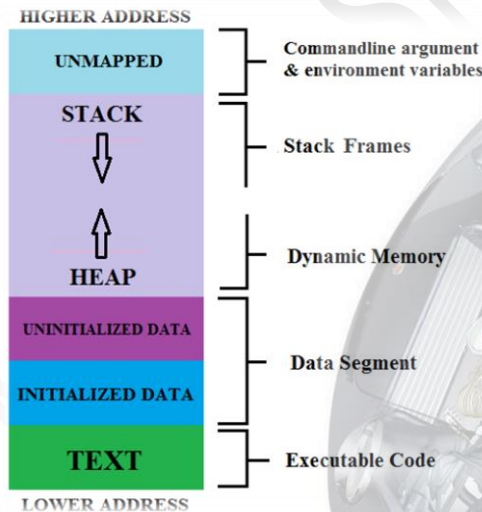 HIGHER ADDRESS
UNMAPPED
Commandline argument
& environment variables
STACK
Stack Frames
Dynamic Memory
HEAP
UNINITIALIZED DATA
Data Segment
INITIALIZED DATA
TEXT
Executable Code
LOWER ADDRESS